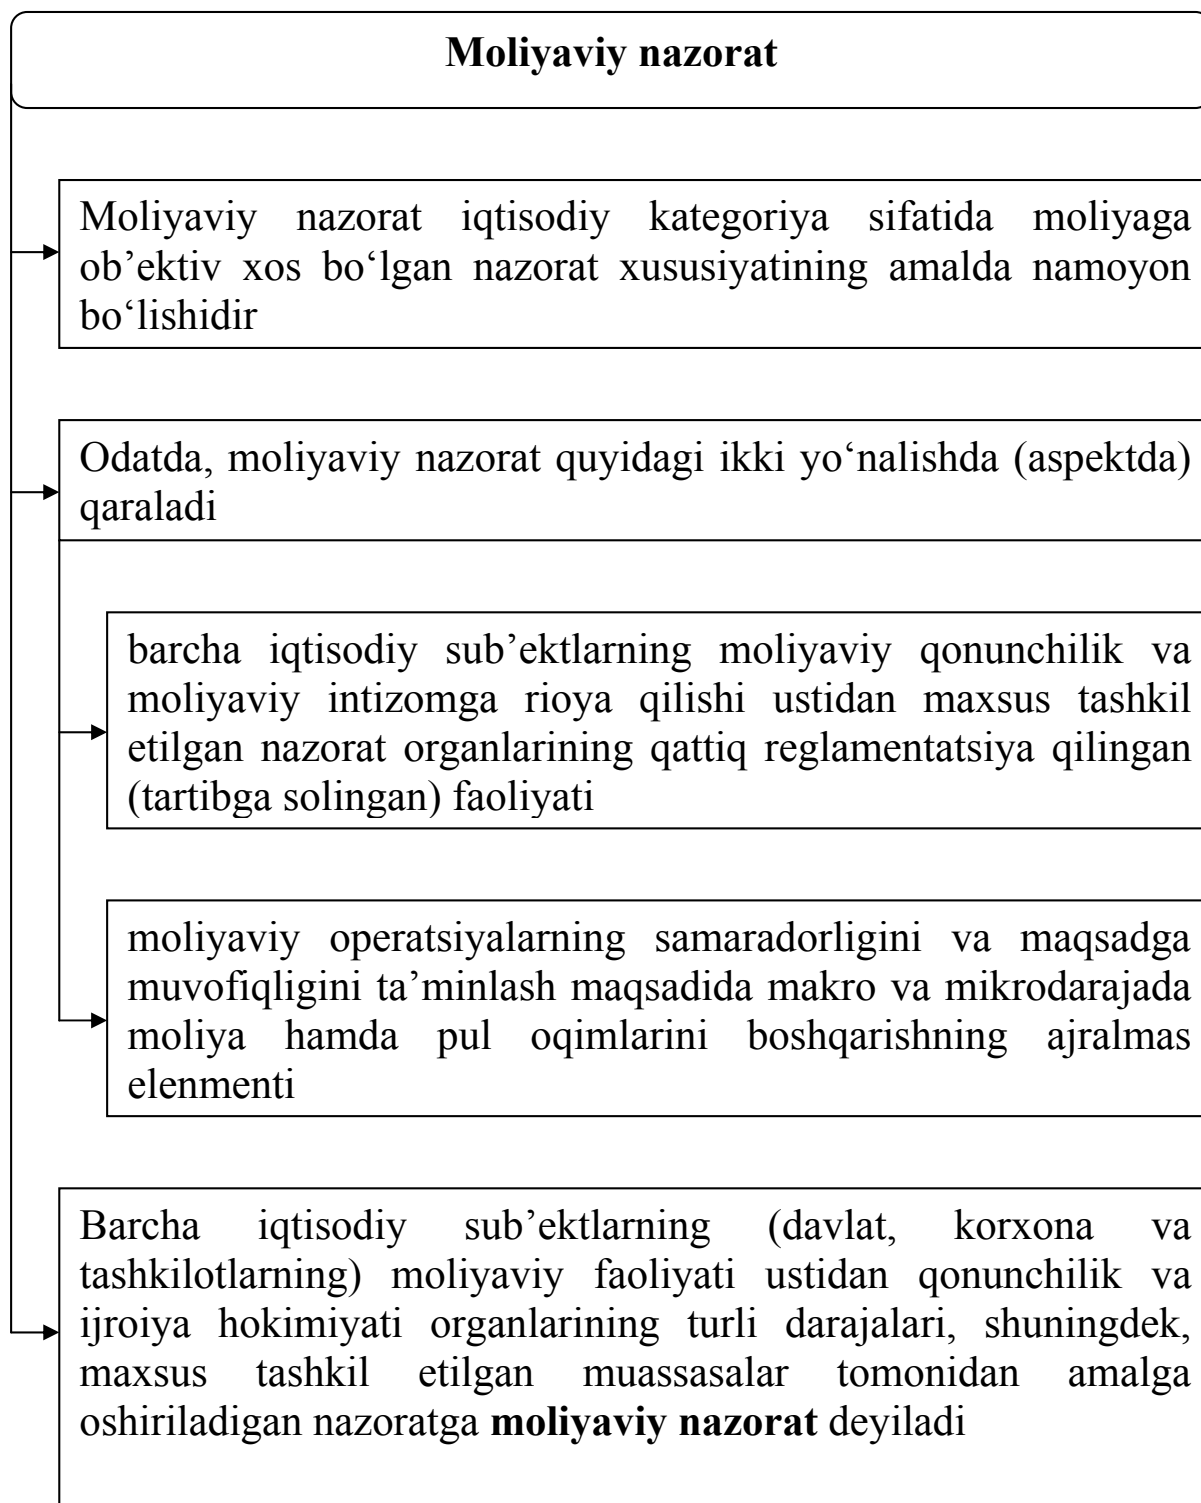 Moliyaviy nazorat
Moliyaviy nazorat iqtisodiy kategoriya sifatida moliyaga
ob’ektiv xos bo‘lgan nazorat xususiyatining amalda namoyon
bo‘lishidir
Odatda, moliyaviy nazorat quyidagi ikki yo‘nalishda (aspektda)
qaraladi
barcha iqtisodiy sub’ektlarning moliyaviy qonunchilik va
moliyaviy intizomga rioya qilishi ustidan maxsus tashkil
etilgan nazorat organlarining qattiq reglamentatsiya qilingan
(tartibga solingan) faoliyati
moliyaviy operatsiyalarning samaradorligini va maqsadga
muvofiqligini ta’minlash maqsadida makro va mikrodarajada
moliya hamda pul oqimlarini boshqarishning ajralmas
elenmenti
Barcha iqtisodiy sub’ektlarning (davlat, korxona va
tashkilotlarning) moliyaviy faoliyati ustidan qonunchilik va
ijroiya hokimiyati organlarining turli darajalari, shuningdek,
maxsus tashkil etilgan muassasalar tomonidan amalga
oshiriladigan nazoratga moliyaviy nazorat deyiladi